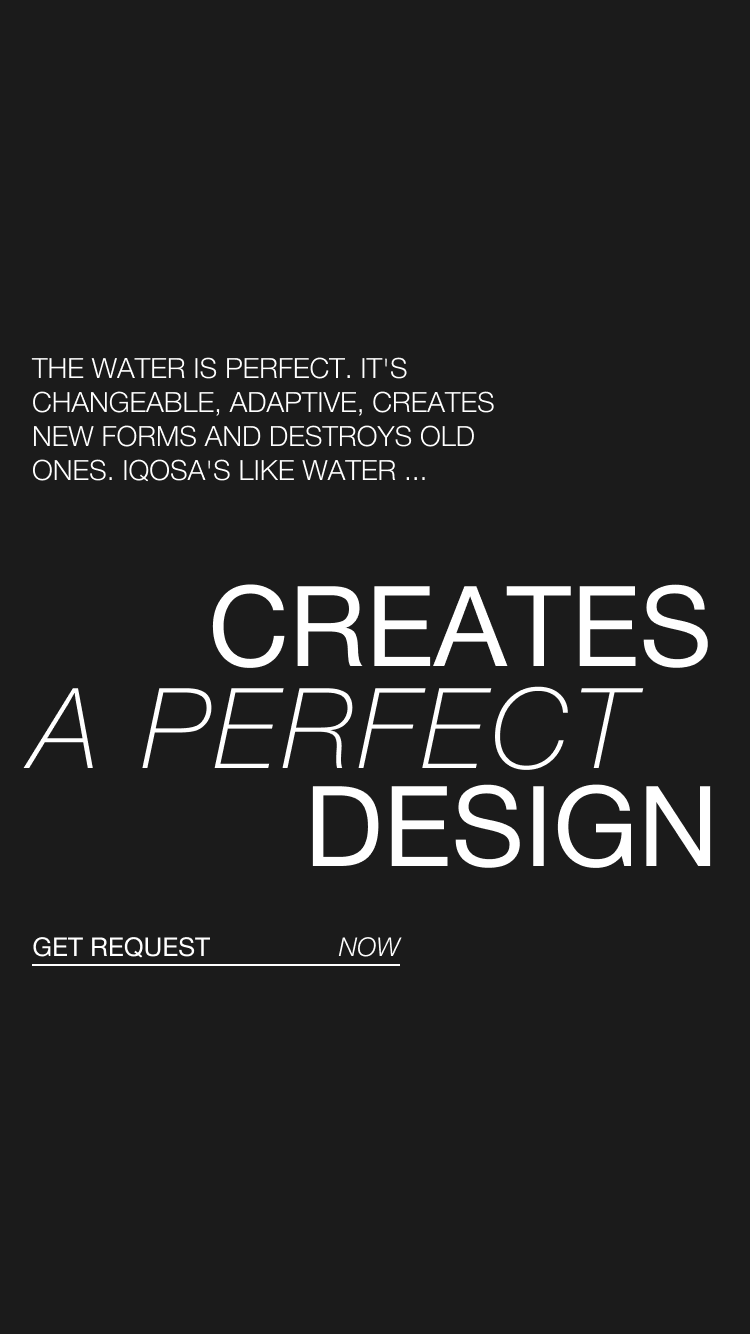 THE WATER IS PERFECT. IT'S
CHANGEABLE, ADAPTIVE, CREATES
NEW FORMS AND DESTROYS OLD
ONES. IQOSA'S LIKE WATER ...
CREATES
A PERFECT
DESIGN
GET REQUEST NOW